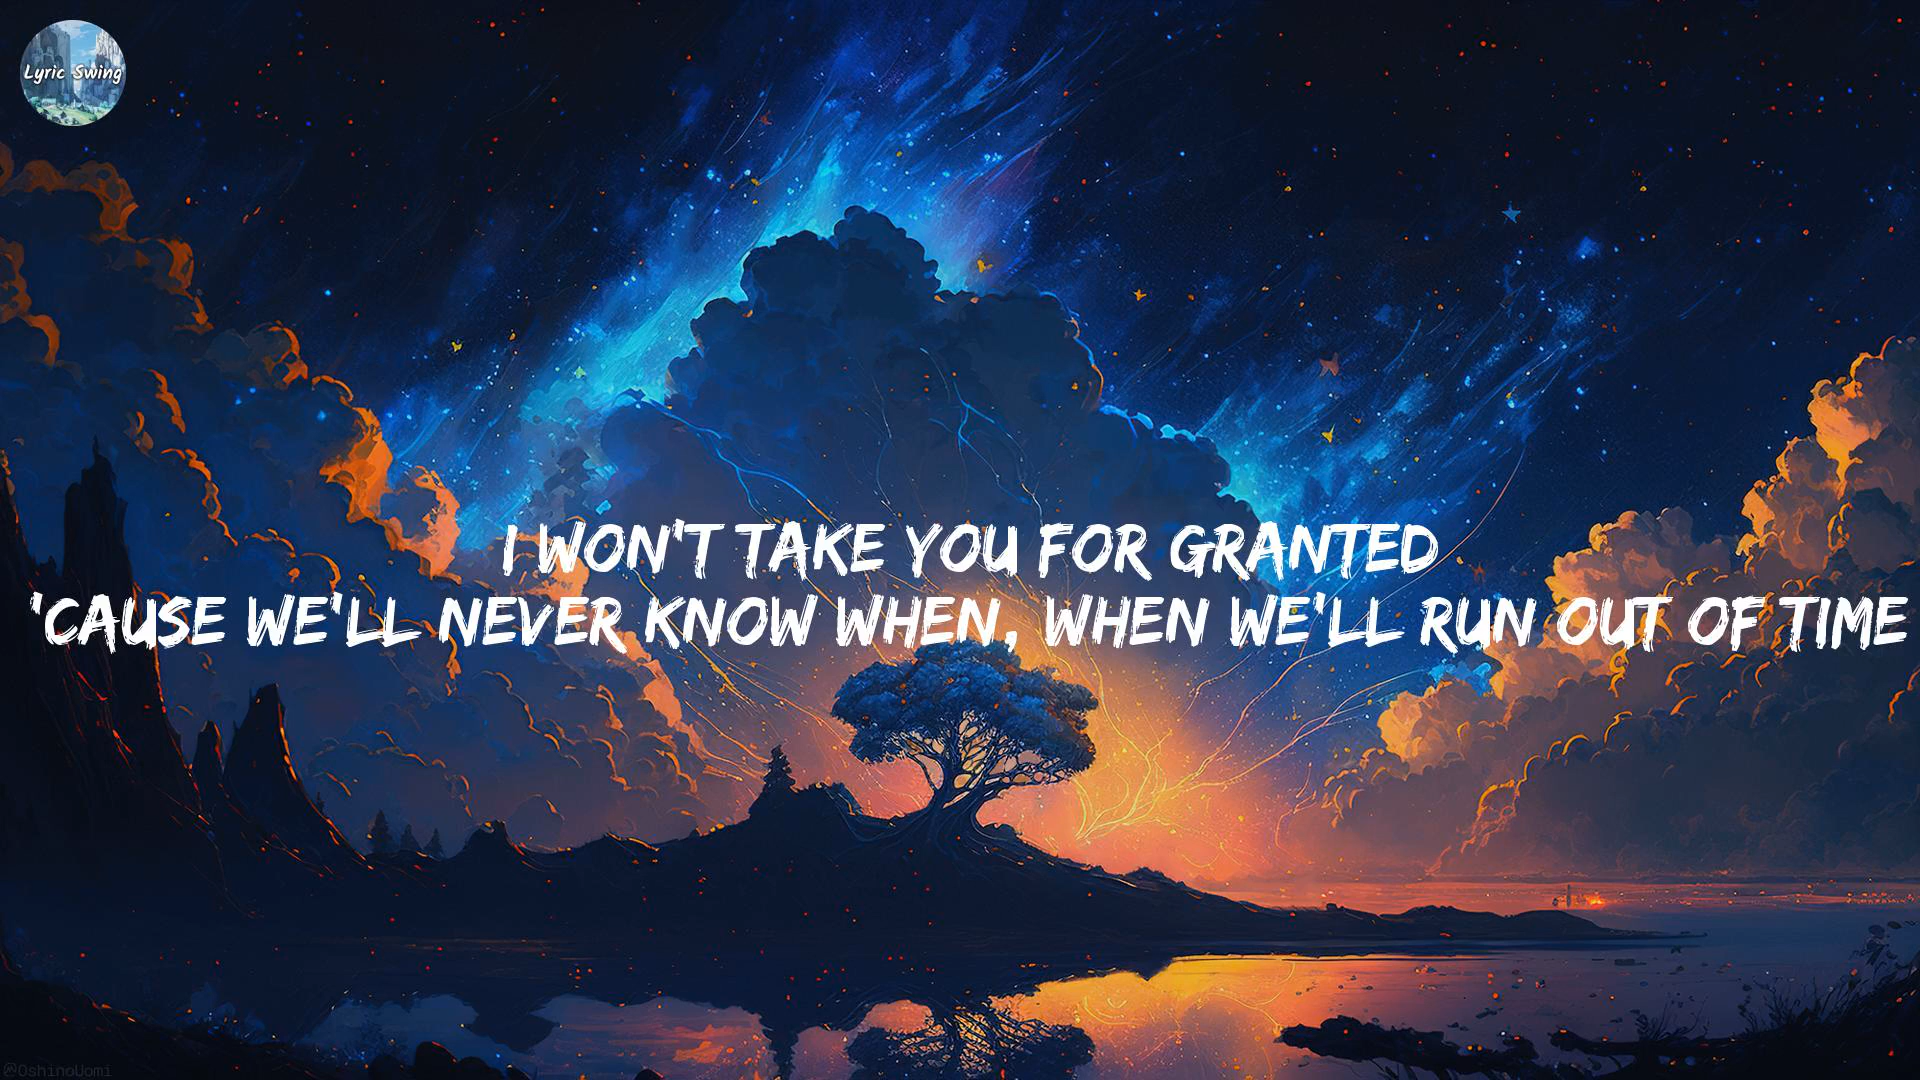 Lyric Swing
I WON'T TAKE YOU FOR GRANTED
'CAUSE WE'LL NEVER KNOW WHEN, WHEN WE'LL RUN OUT OF TIME
@OshinoUomi